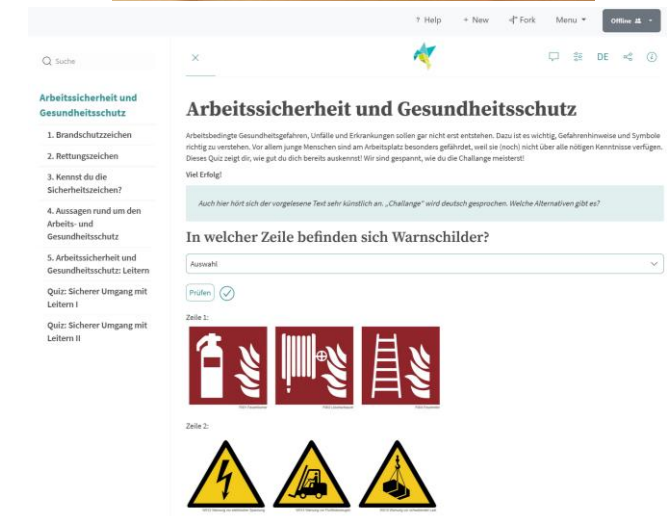 ? Help + New Fork Menu Offline
Suche
DE
Arbeitssicherheit und
Gesundheitsschutz
1. Brandschutzzeichen
2. Rettungszeichen
3. Kennst du die
Sicherheitszeichen?
4. Aussagen rund um den
Arbeits- und
Gesundheitsschutz
5. Arbeitssicherheit und
Gesundheitsschutz: Leitern
Quiz: Sicherer Umgang mit
Leitern I
Quiz: Sicherer Umgang mit
Leitern II
Arbeitssicherheit und Gesundheitsschutz
Arbeitsbedingte Gesundheitsgefahren, Unfälle und Erkrankungen sollen gar nicht erst entstehen. Dazu ist es wichtig, Gefahrenhinweise und Symbole
richtig zu verstehen. Vor allem junge Menschen sind am Arbeitsplatz besonders gefährdet, weil sie (noch) nicht über alle nötigen Kenntnisse verfügen.
Dieses Quiz zeigt dir, wie gut du dich bereits auskennst! Wir sind gespannt, wie du die Challange meisterst!
Viel Erfolg!
Auch hier hört sich der vorgelesene Text sehr künstlich an. „Challange" wird deutsch gesprochen. Welche Alternativen gibt es?
In welcher Zeile befinden sich Warnschilder?
Auswahl
Prüfen
Zeile 1:
Zeile 2: